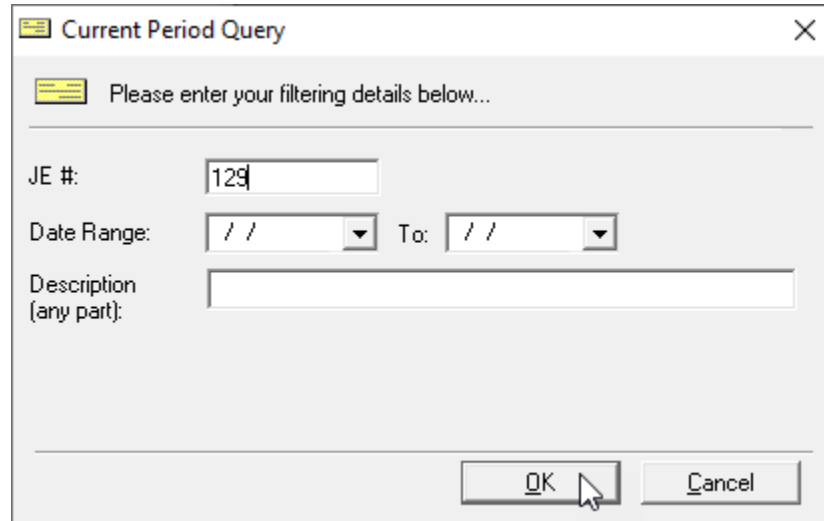 Current Period Query
Please enter your filtering details below...
JE #: 129
Date Range: / / To: / /
Description
(any part):
OK Cancel